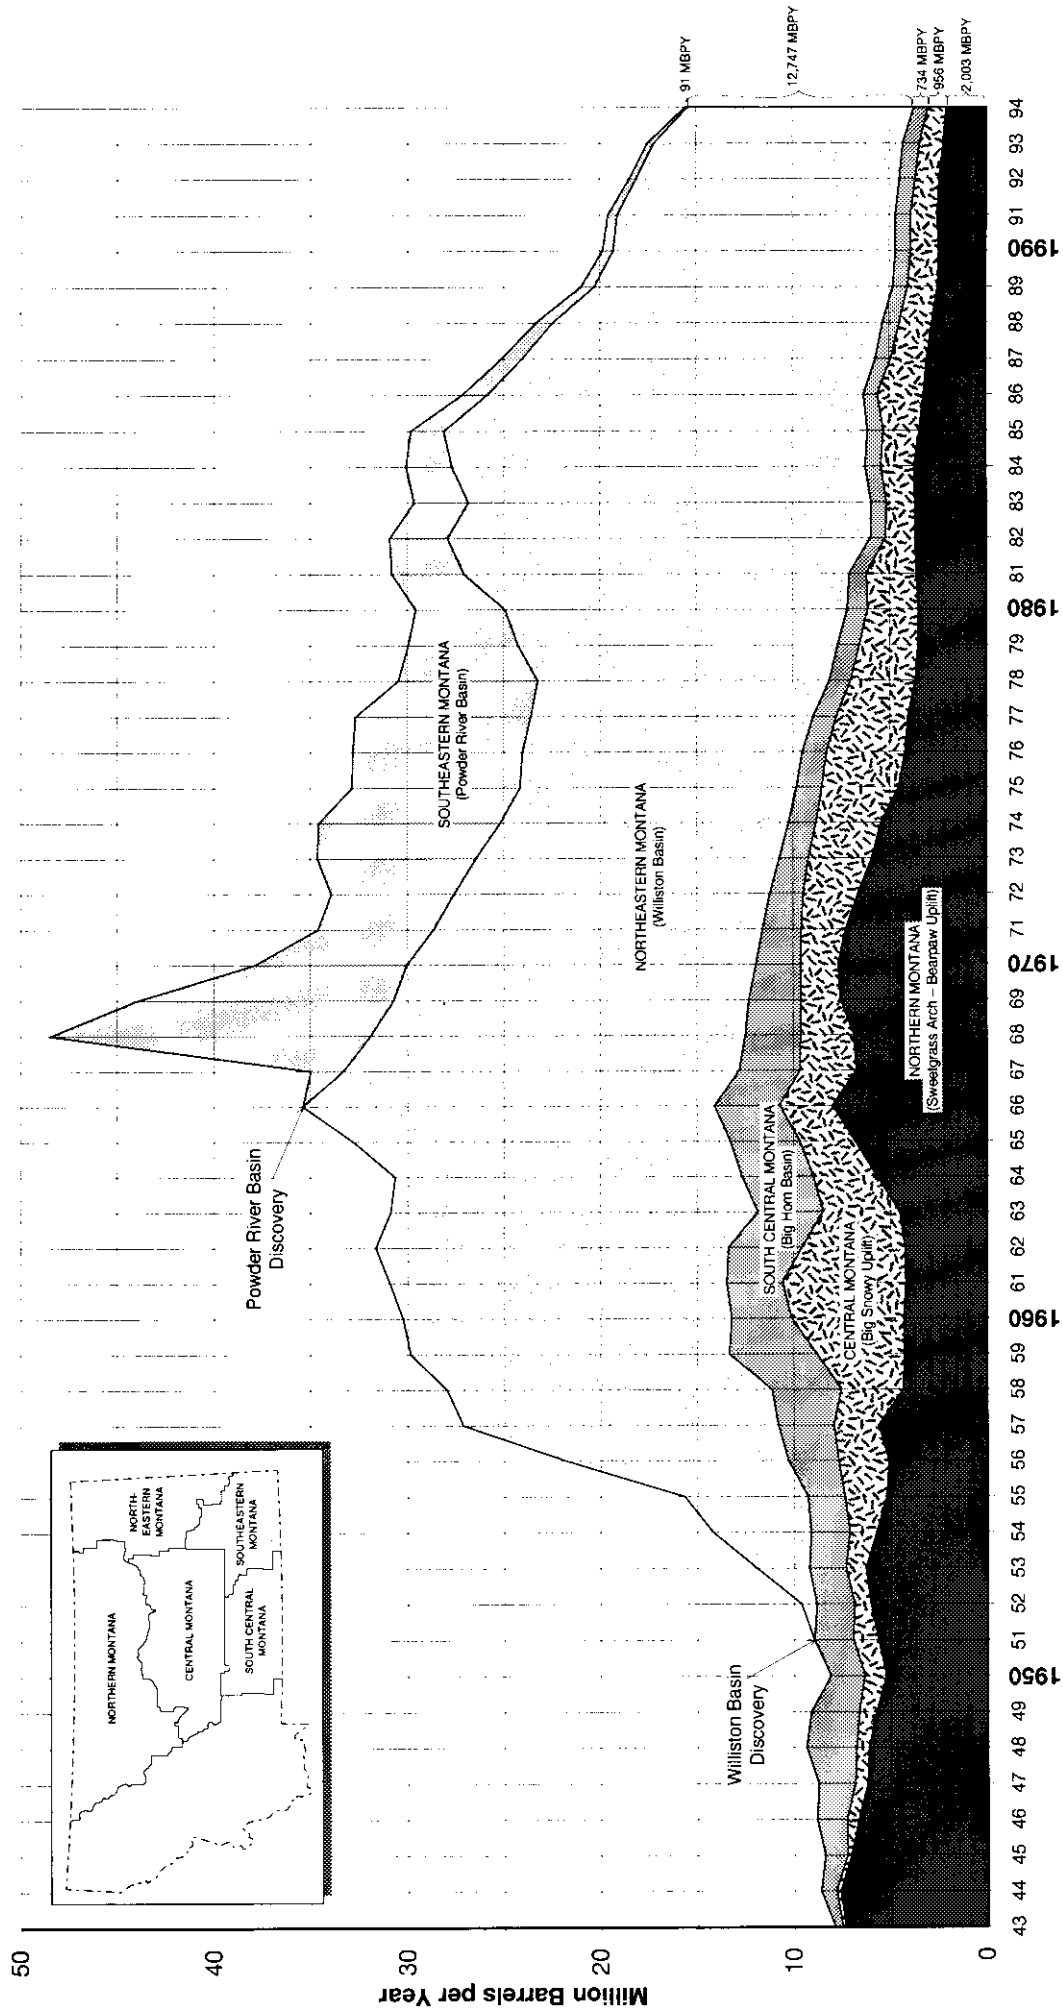 Million Barrels per Year
50
40
30
20
10
0
NORTHERN MONTANA
NORTH-
EASTERN
MONTANA
CENTRAL MONTANA
SOUTH CENTRAL
MONTANA
SOUTHEASTERN
MONTANA
Powder River Basin
Discovery
Williston Basin
Discovery
SOUTHEASTERN MONTANA
(Powder River Basin)
NORTHEASTERN MONTANA
(Williston Basin)
SOUTH CENTRAL MONTANA
(Big Horn Basin)
CENTRAL MONTANA
(Big Snowy Uplift)
NORTHERN MONTANA
(Sweetgrass Arch – Bearpaw Uplift)
91 MBPY
12,747 MBPY
734 MBPY
956 MBPY
2,003 MBPY
43 44 45 46 47 48 49 1950 51 52 53 54 55 56 57 58 59 1960 61 62 63 64 65 66 67 68 69 1970 71 72 73 74 75 76 77 78 79 1980 81 82 83 84 85 86 87 88 89 1990 91 92 93 94